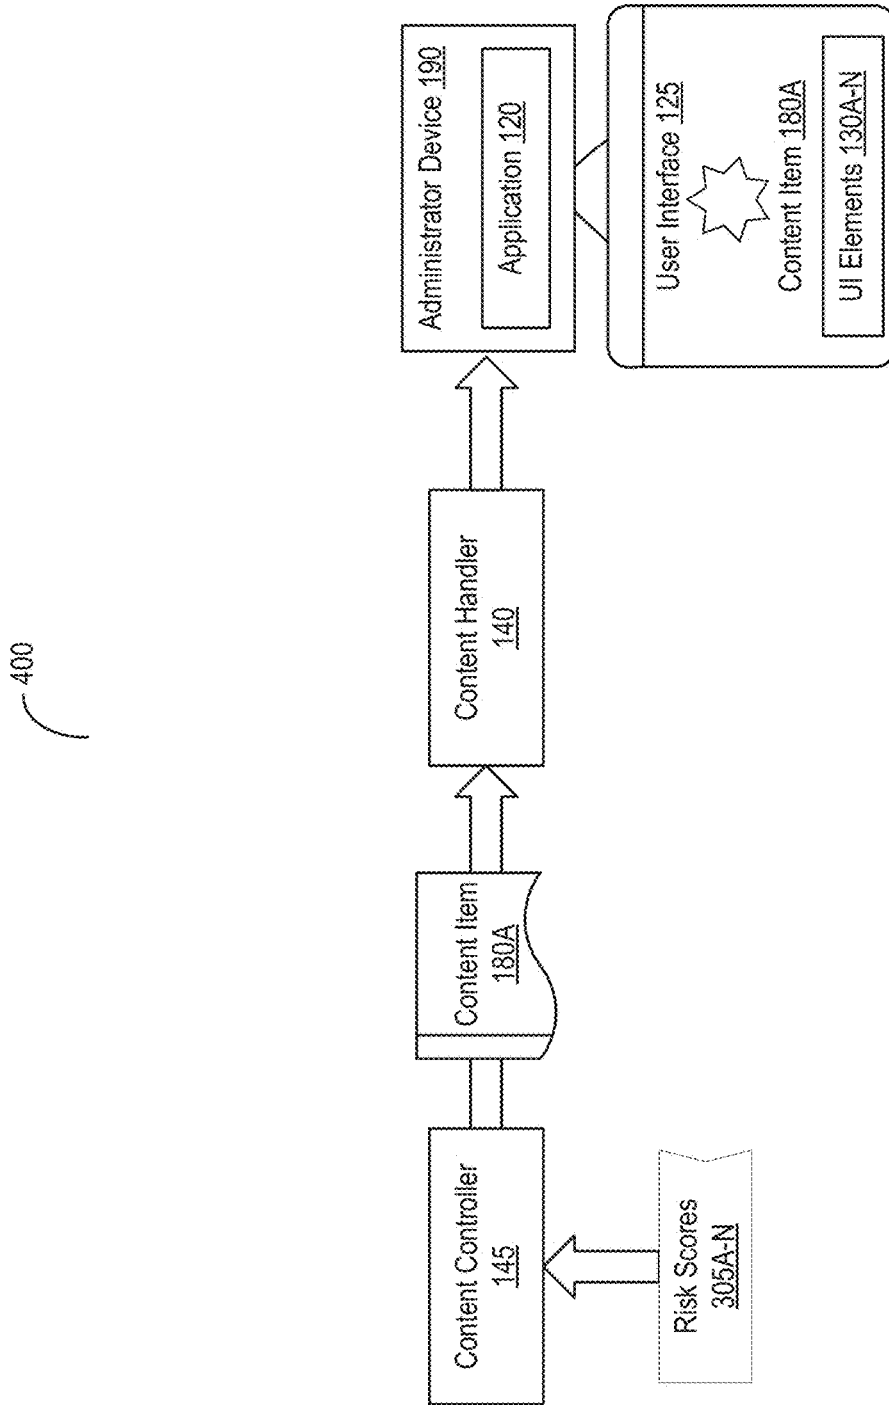 400
Content Controller
145
Risk Scores
305A-N
Content Item
180A
Content Handler
140
Administrator Device 190
Application 120
User Interface 125
Content Item 180A
UI Elements 130A-N